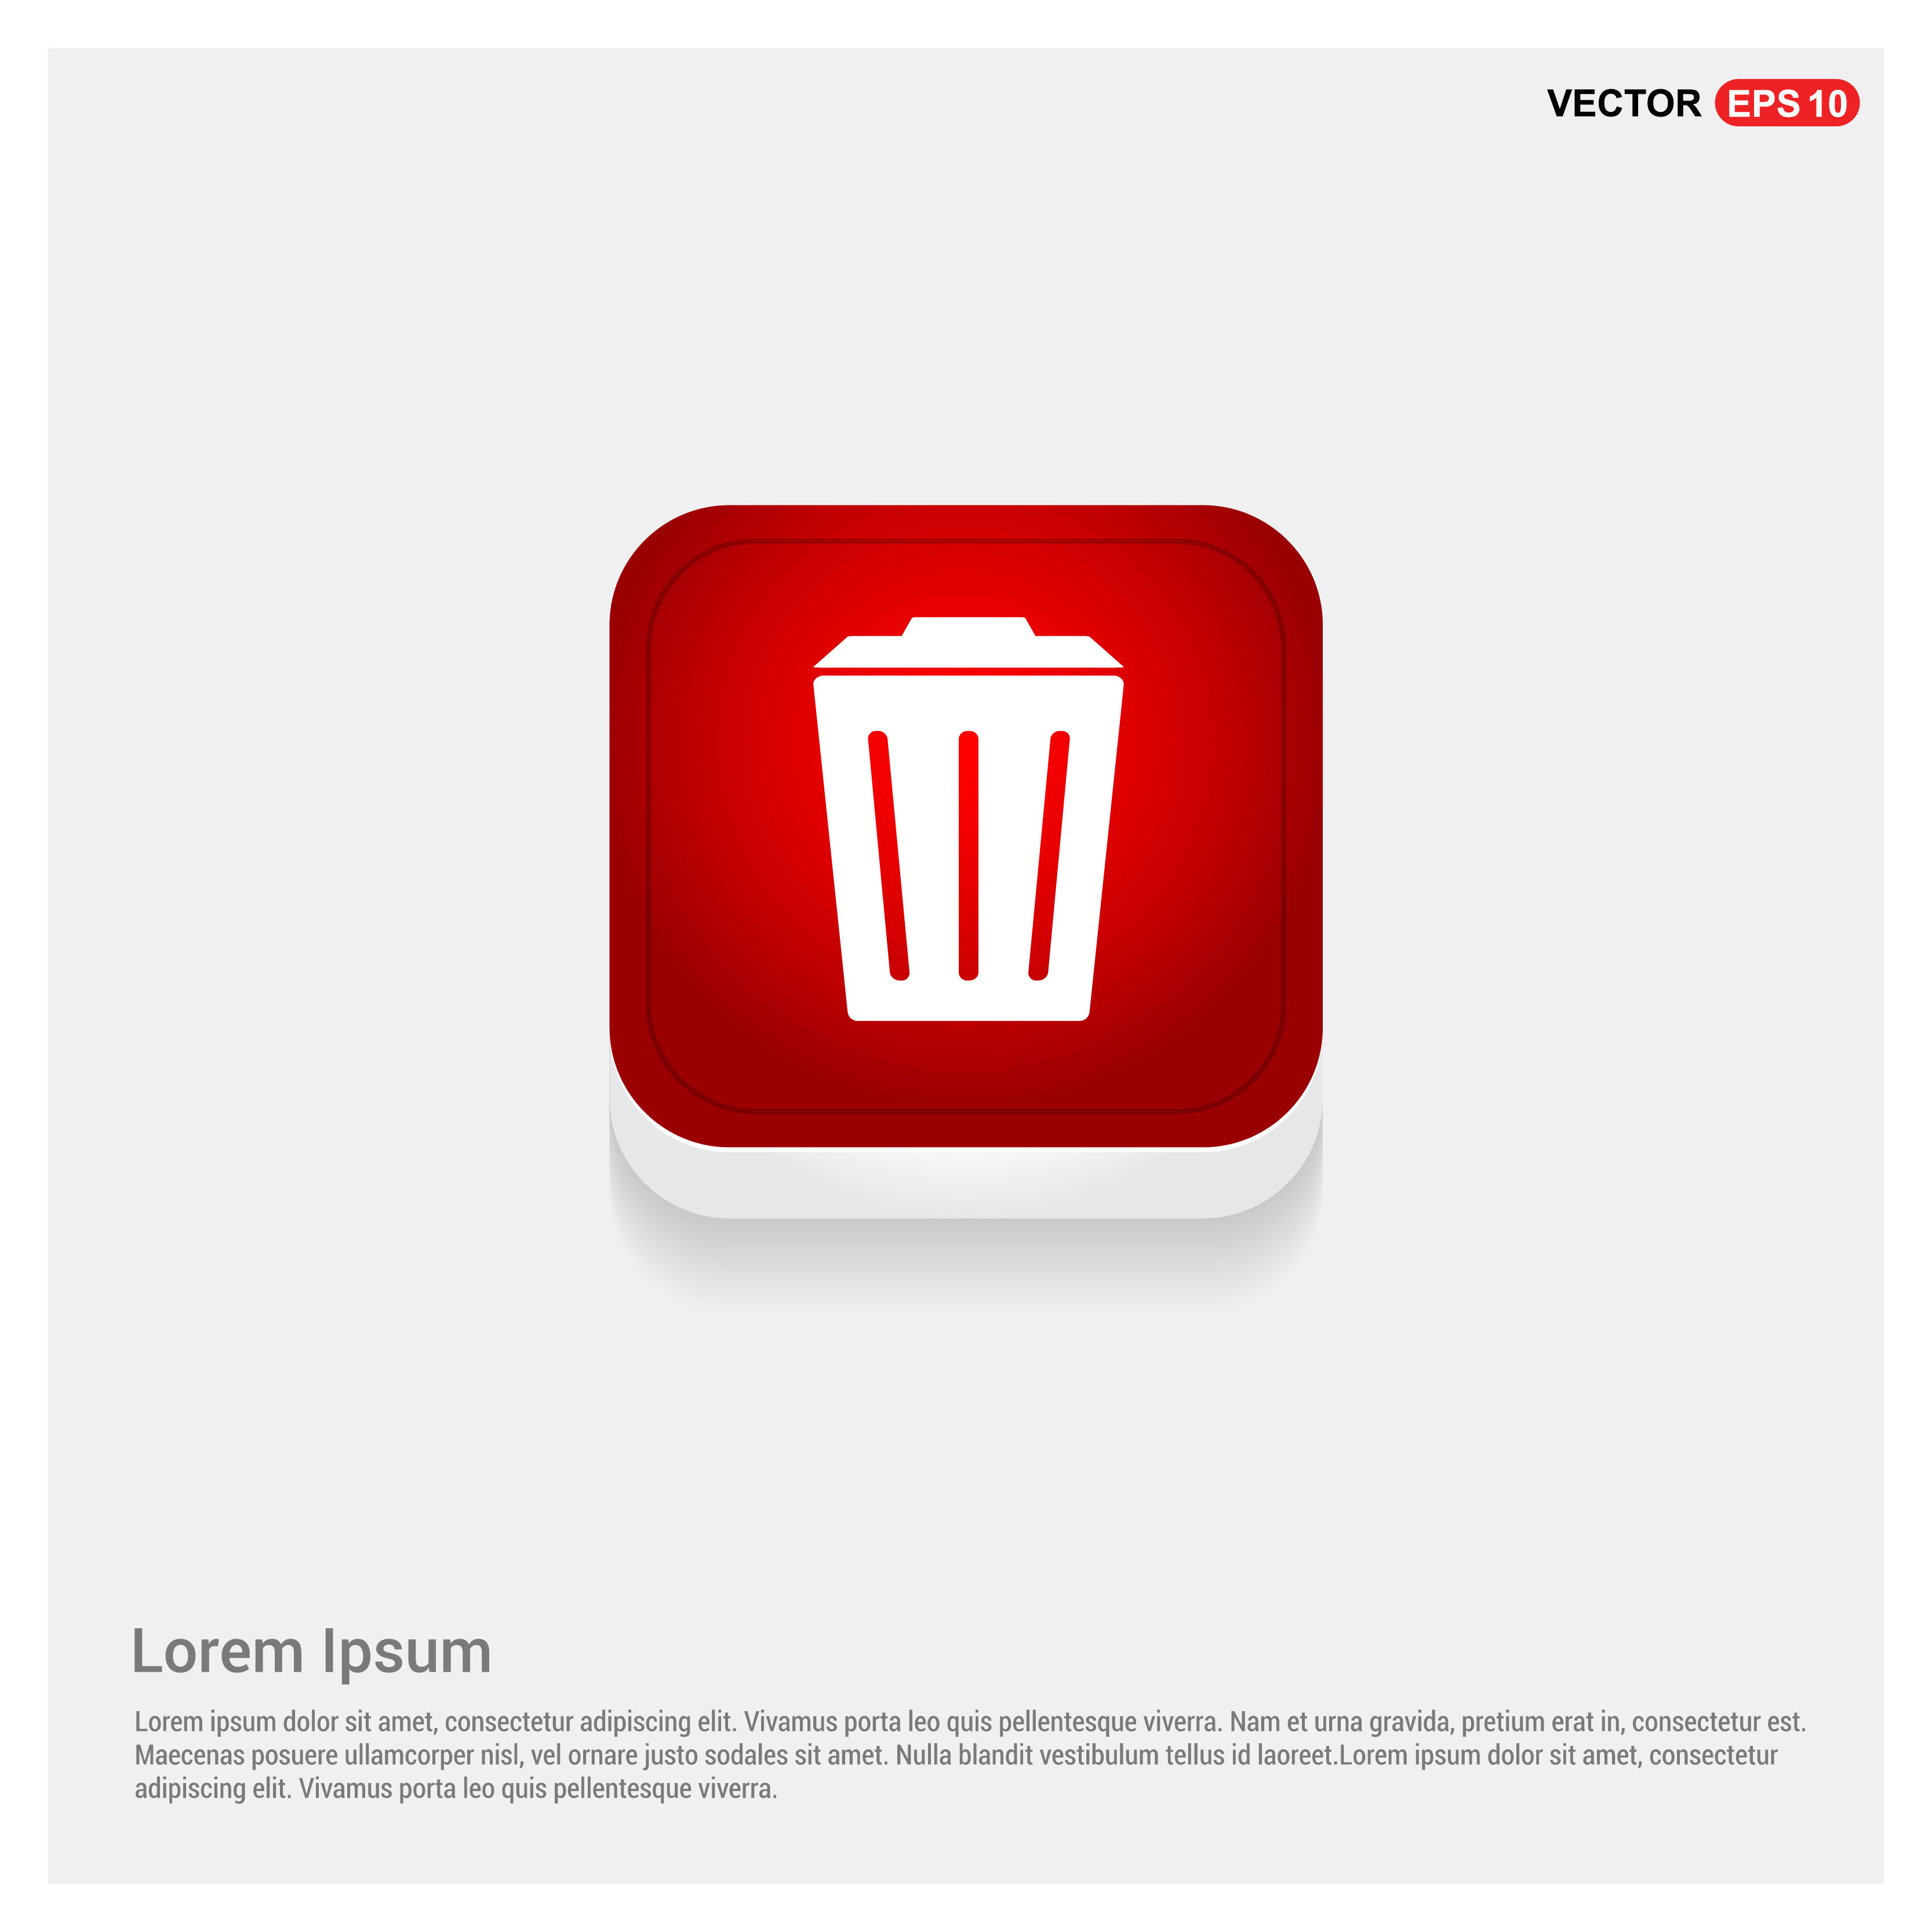 VECTOR EPS 10
Lorem Ipsum
Lorem ipsum dolor sit amet, consectetur adipiscing elit. Vivamus porta leo quis pellentesque viverra. Nam et urna gravida, pretium erat in, consectetur est.
Maecenas posuere ullamcorper nisl, vel ornare justo sodales sit amet. Nulla blandit vestibulum tellus id laoreet.Lorem ipsum dolor sit amet, consectetur
adipiscing elit. Vivamus porta leo quis pellentesque viverra.